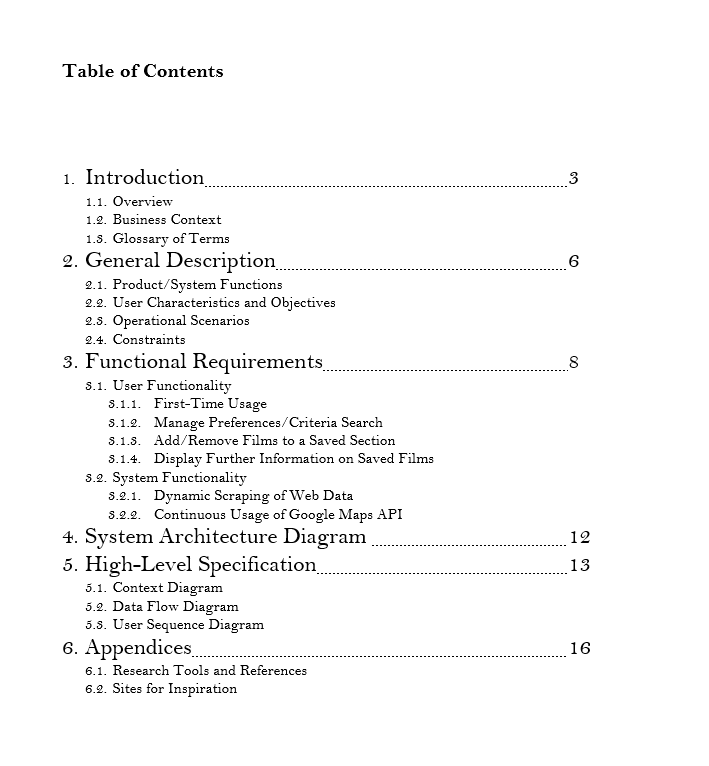 Table of Contents
1. Introduction 3
1.1. Overview
1.2. Business Context
1.3. Glossary of Terms
2. General Description 6
2.1. Product/System Functions
2.2. User Characteristics and Objectives
2.3. Operational Scenarios
2.4. Constraints
3. Functional Requirements 8
3.1. User Functionality
3.1.1. First-Time Usage
3.1.2. Manage Preferences/Criteria Search
3.1.3. Add/Remove Films to a Saved Section
3.1.4. Display Further Information on Saved Films
3.2. System Functionality
3.2.1. Dynamic Scraping of Web Data
3.2.2. Continuous Usage of Google Maps API
4. System Architecture Diagram 12
5. High-Level Specification 13
5.1. Context Diagram
5.2. Data Flow Diagram
5.3. User Sequence Diagram
6. Appendices 16
6.1. Research Tools and References
6.2. Sites for Inspiration